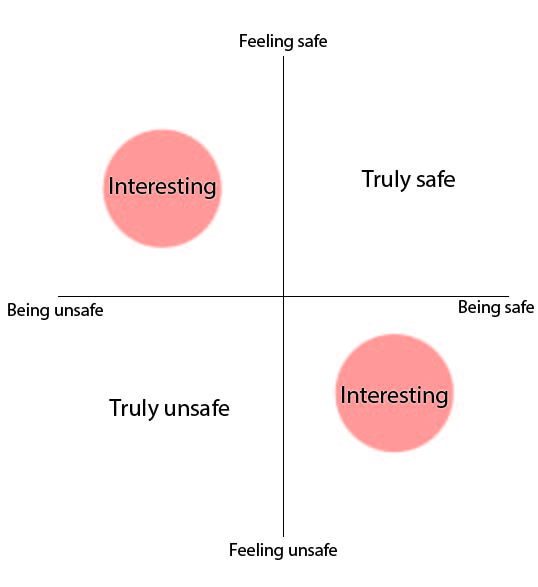 Feeling safe
Interesting
Truly safe
Being unsafe
Being safe
Truly unsafe
Interesting
Feeling unsafe